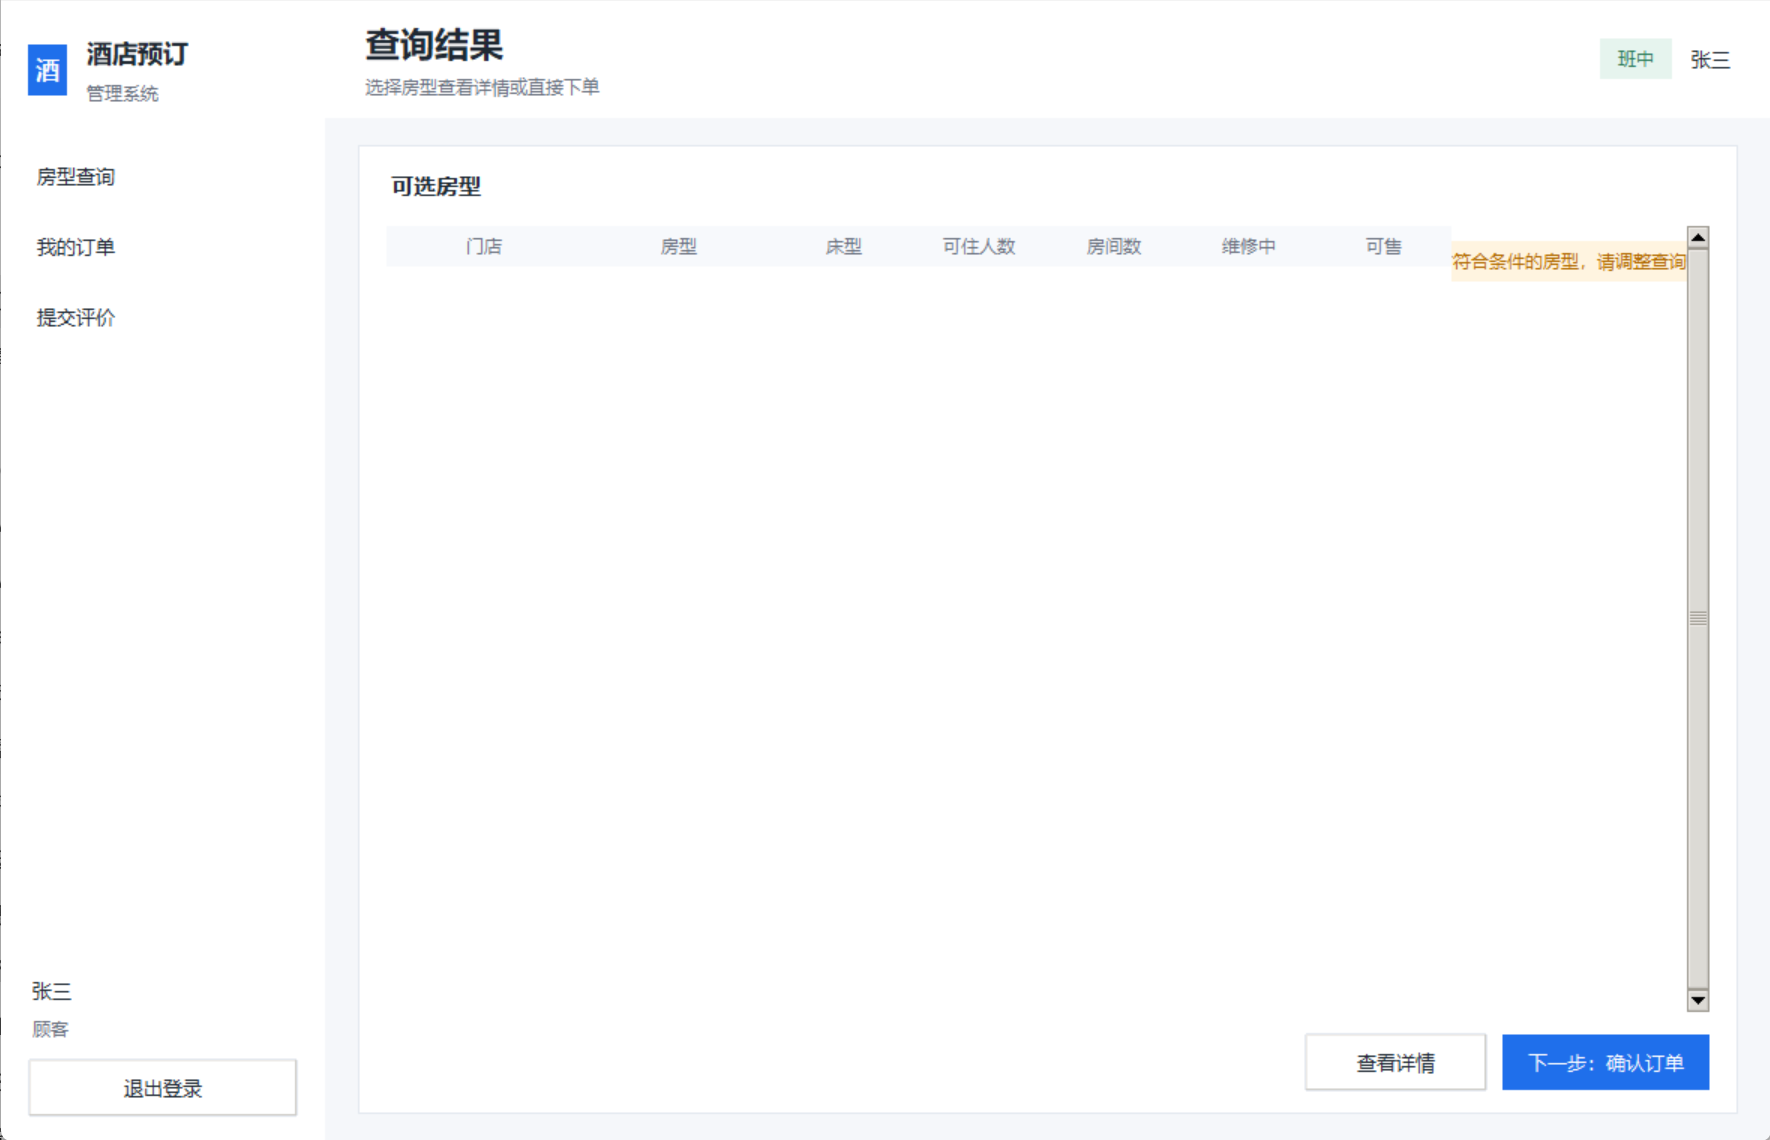 酒
酒店预订
管理系统
房型查询
我的订单
提交评价
张三
顾客
退出登录
查询结果
选择房型查看详情或直接下单
班中
张三
可选房型
门店 房型 床型 可住人数 房间数 维修中 可售
符合条件的房型，请调整查询
查看详情
下一步：确认订单